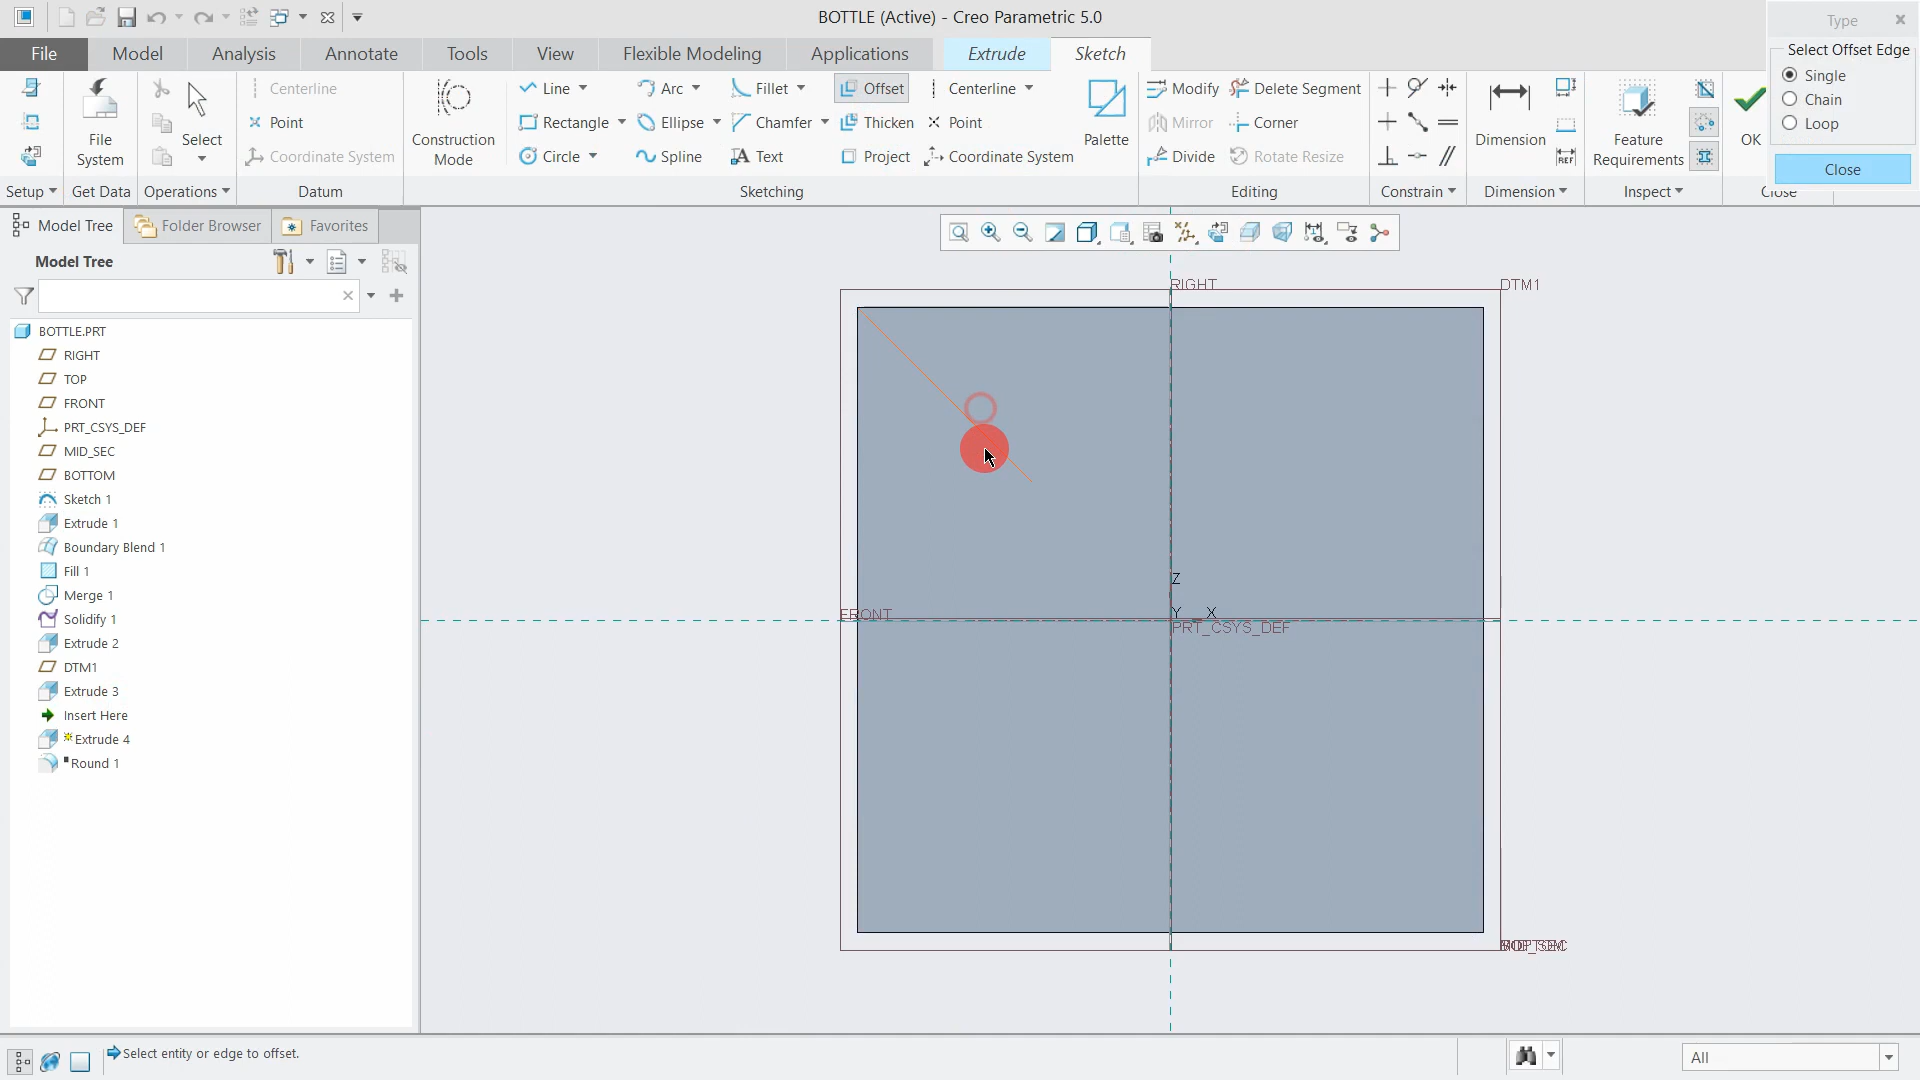 BOTTLE (Active) - Creo Parametric 5.0
File Model Analysis Annotate Tools View Flexible Modeling Applications Extrude Sketch
Type
Select Offset Edge
Single
Chain
Loop
Close
Centerline
Point
Coordinate System
File System
Select
Construction Mode
Line Arc Fillet Offset Centerline
Rectangle Ellipse Chamfer Thicken Point
Circle Spline Text Project Coordinate System
Palette
Modify Delete Segment
Mirror Corner
Divide Rotate Resize
Dimension
REF
Feature Requirements
OK
Setup Get Data Operations Datum Sketching Editing Constrain Dimension Inspect Close
Model Tree Folder Browser Favorites
Model Tree
BOTTLE.PRT
RIGHT
TOP
FRONT
PRT_CSYS_DEF
MID_SEC
BOTTOM
Sketch 1
Extrude 1
Boundary Blend 1
Fill 1
Merge 1
Solidify 1
Extrude 2
DTM1
Extrude 3
Insert Here
Extrude 4
Round 1
RIGHT
DTM1
Z
FRONT
Y X
PRT_CSYS_DEF
Select entity or edge to offset.
All